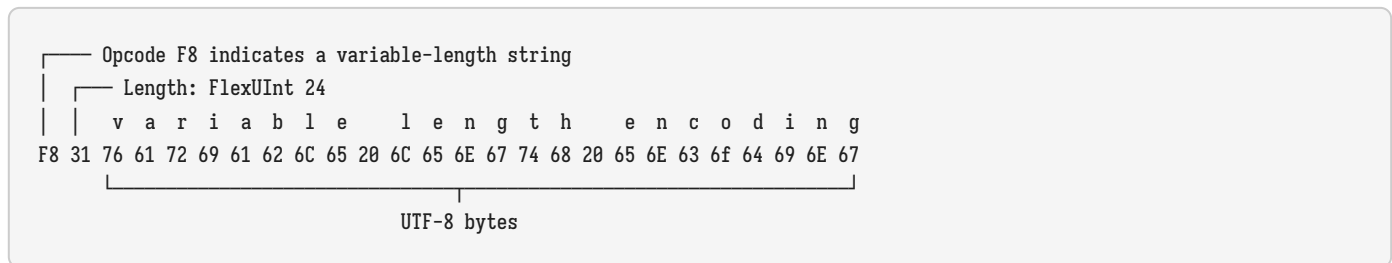 ┌──── Opcode F8 indicates a variable-length string
│  ┌─── Length: FlexUInt 24
│  │   v  a  r  i  a  b  l  e     l  e  n  g  t  h     e  n  c  o  d  i  n  g
F8 31 76 61 72 69 61 62 6C 65 20 6C 65 6E 67 74 68 20 65 6E 63 6f 64 69 6E 67
UTF-8 bytes